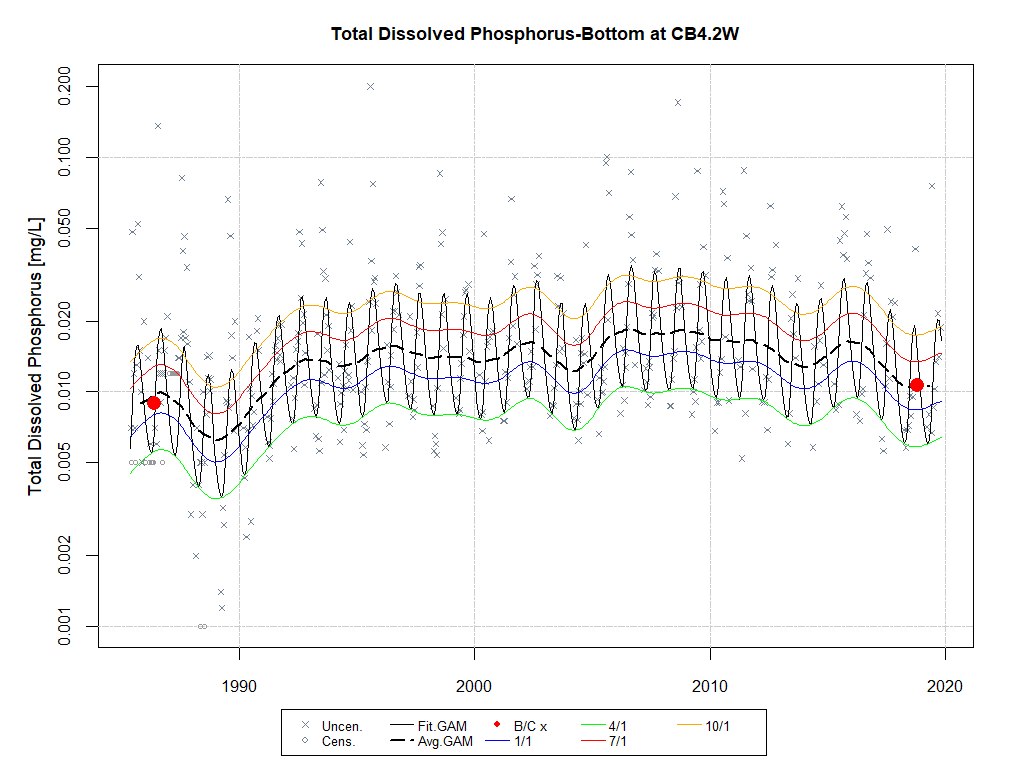 Total Dissolved Phosphorus-Bottom at CB4.2W
Total Dissolved Phosphorus [mg/L]
0.200
0.100
0.050
0.020
0.010
0.005
0.002
0.001
1990 2000 2010 2020
Uncen. Fit.GAM B/C x 4/1 10/1
Cens. Avg.GAM 1/1 7/1